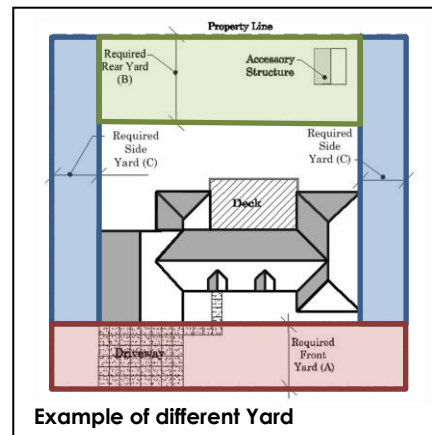 Property Line
Required
Rear Yard
(B)
Accessory
Structure
Required
Side
Yard (C)
Required
Side
Yard (C)
Deck
Driveway
Required
Front
Yard (A)
Example of different Yard